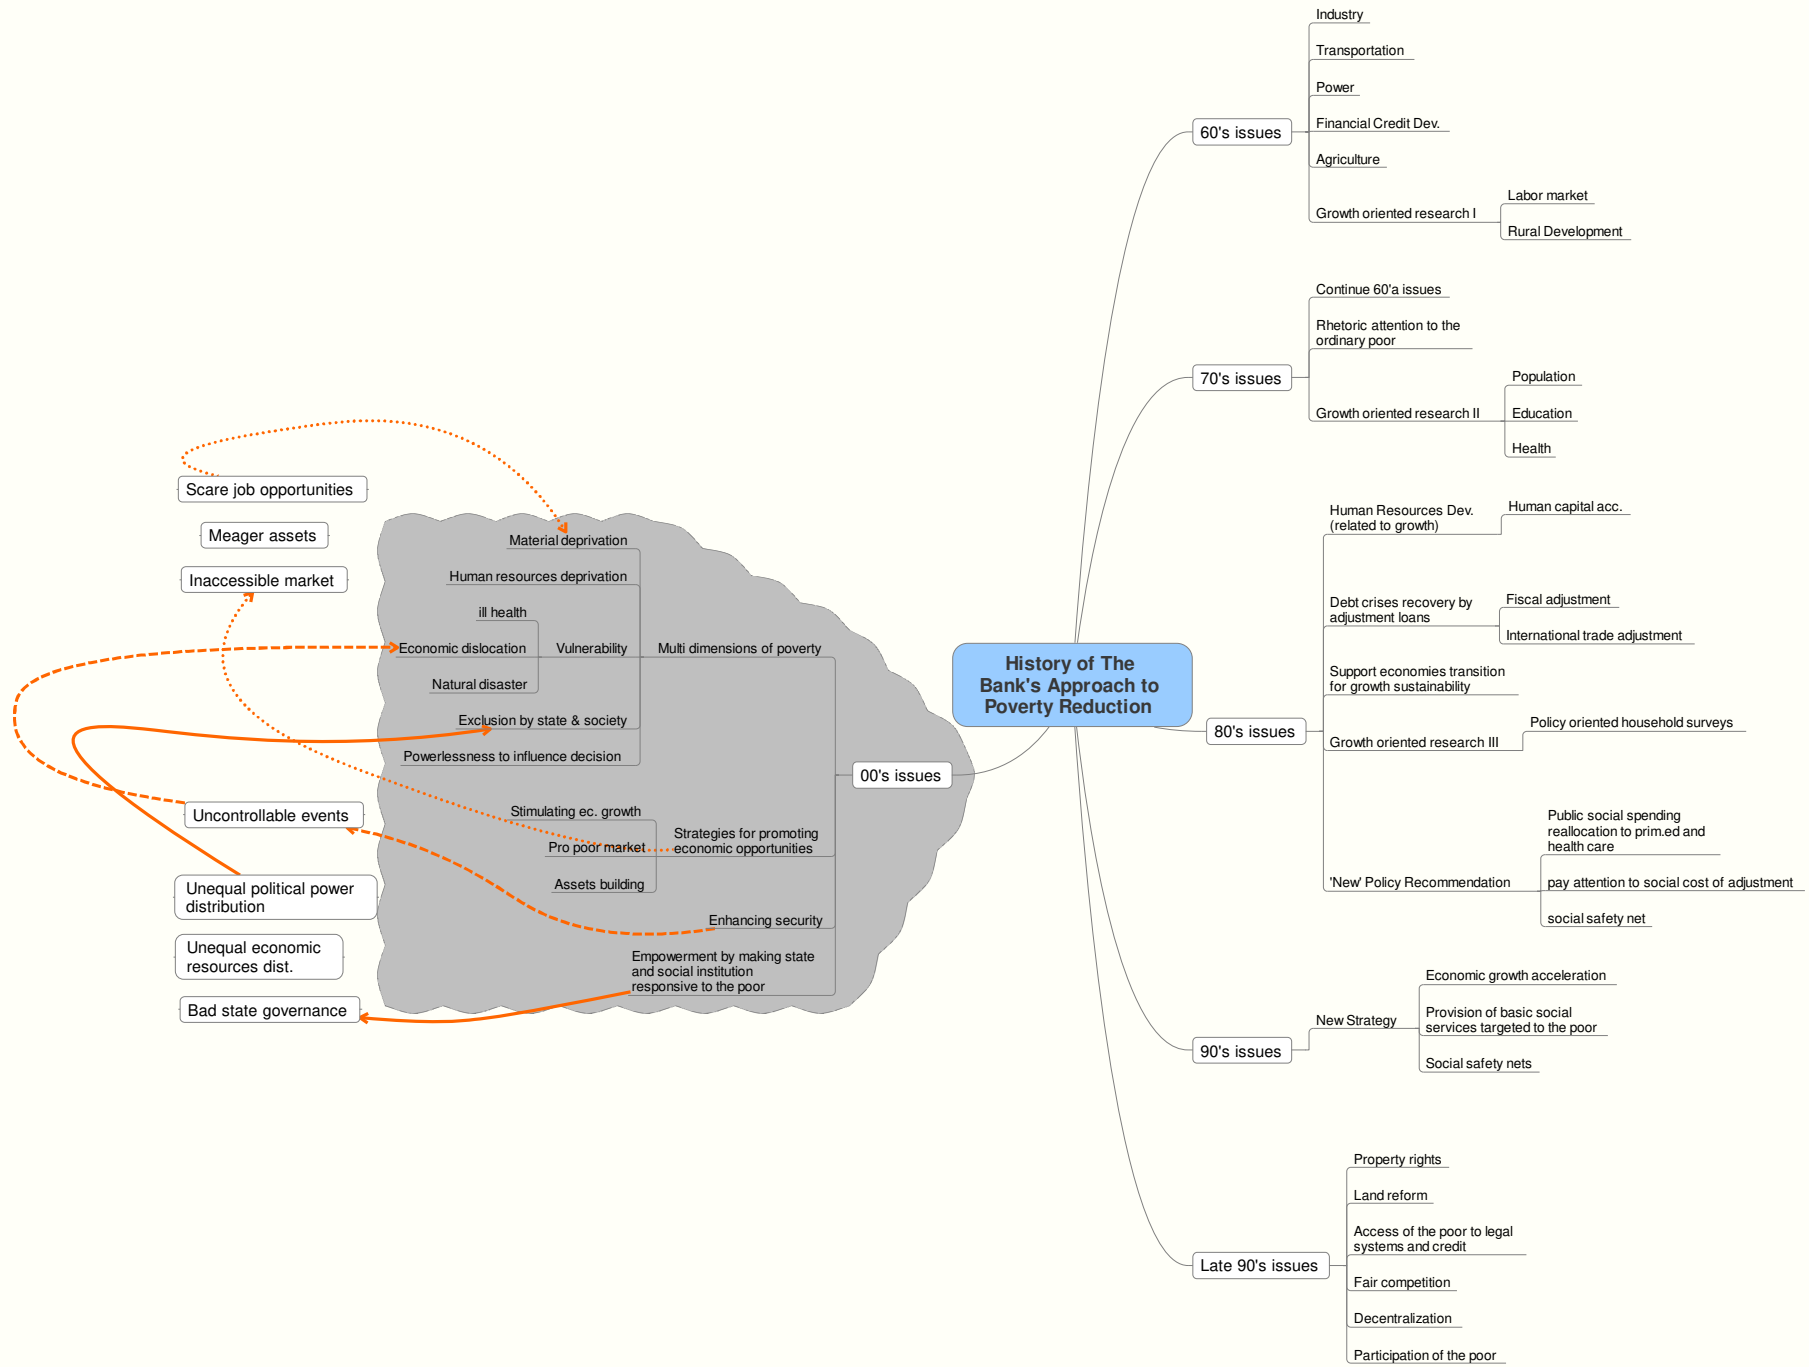 History of The
Bank's Approach to
Poverty Reduction
60's issues
Industry
Transportation
Power
Financial Credit Dev.
Agriculture
Growth oriented research I
Labor market
Rural Development
70's issues
Continue 60'a issues
Rhetoric attention to the
ordinary poor
Growth oriented research II
Population
Education
Health
80's issues
Human Resources Dev.
(related to growth)
Human capital acc.
Debt crises recovery by
adjustment loans
Fiscal adjustment
International trade adjustment
Support economies transition
for growth sustainability
Growth oriented research III
Policy oriented household surveys
'New' Policy Recommendation
Public social spending
reallocation to prim.ed and
health care
pay attention to social cost of adjustment
social safety net
90's issues
New Strategy
Economic growth acceleration
Provision of basic social
services targeted to the poor
Social safety nets
Late 90's issues
Property rights
Land reform
Access of the poor to legal
systems and credit
Fair competition
Decentralization
Participation of the poor
00's issues
Multi dimensions of poverty
Material deprivation
Human resources deprivation
Vulnerability
ill health
Economic dislocation
Natural disaster
Exclusion by state & society
Powerlessness to influence decision
Strategies for promoting
economic opportunities
Stimulating ec. growth
Pro poor market
Assets building
Enhancing security
Empowerment by making state
and social institution
responsive to the poor
Scare job opportunities
Meager assets
Inaccessible market
Uncontrollable events
Unequal political power
distribution
Unequal economic
resources dist.
Bad state governance